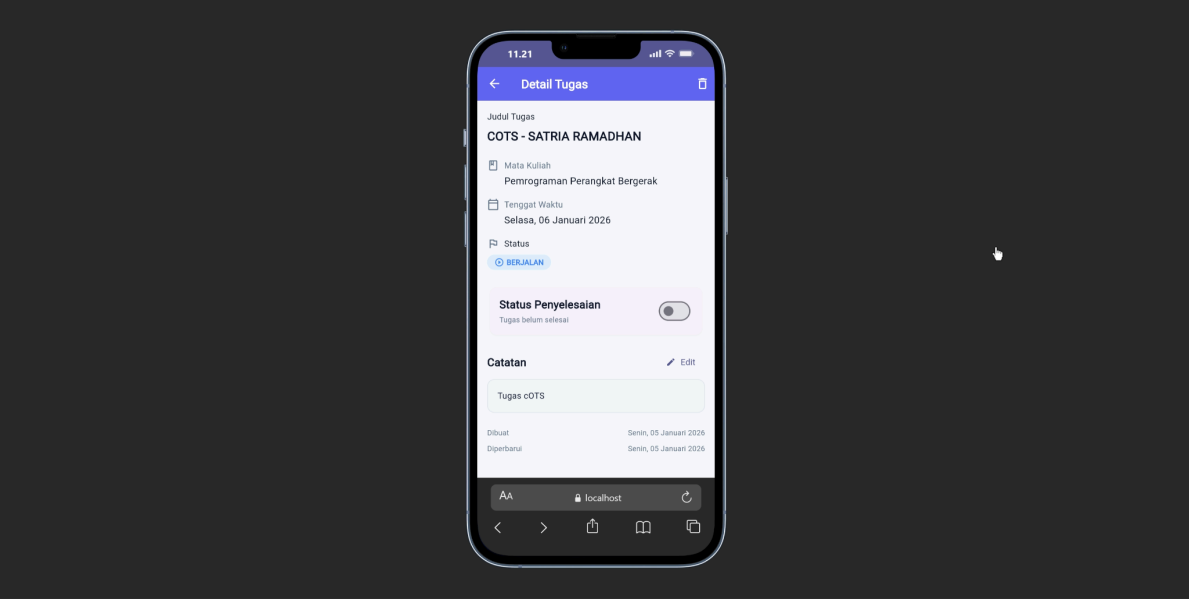 11.21
Detail Tugas
Judul Tugas
COTS - SATRIA RAMADHAN
Mata Kuliah
Pemrograman Perangkat Bergerak
Tenggat Waktu
Selasa, 06 Januari 2026
Status
BERJALAN
Status Penyelesaian
Tugas belum selesai
Catatan
Edit
Tugas cOTS
Dibuat
Senin, 05 Januari 2026
Diperbarui
Senin, 05 Januari 2026
AA
localhost